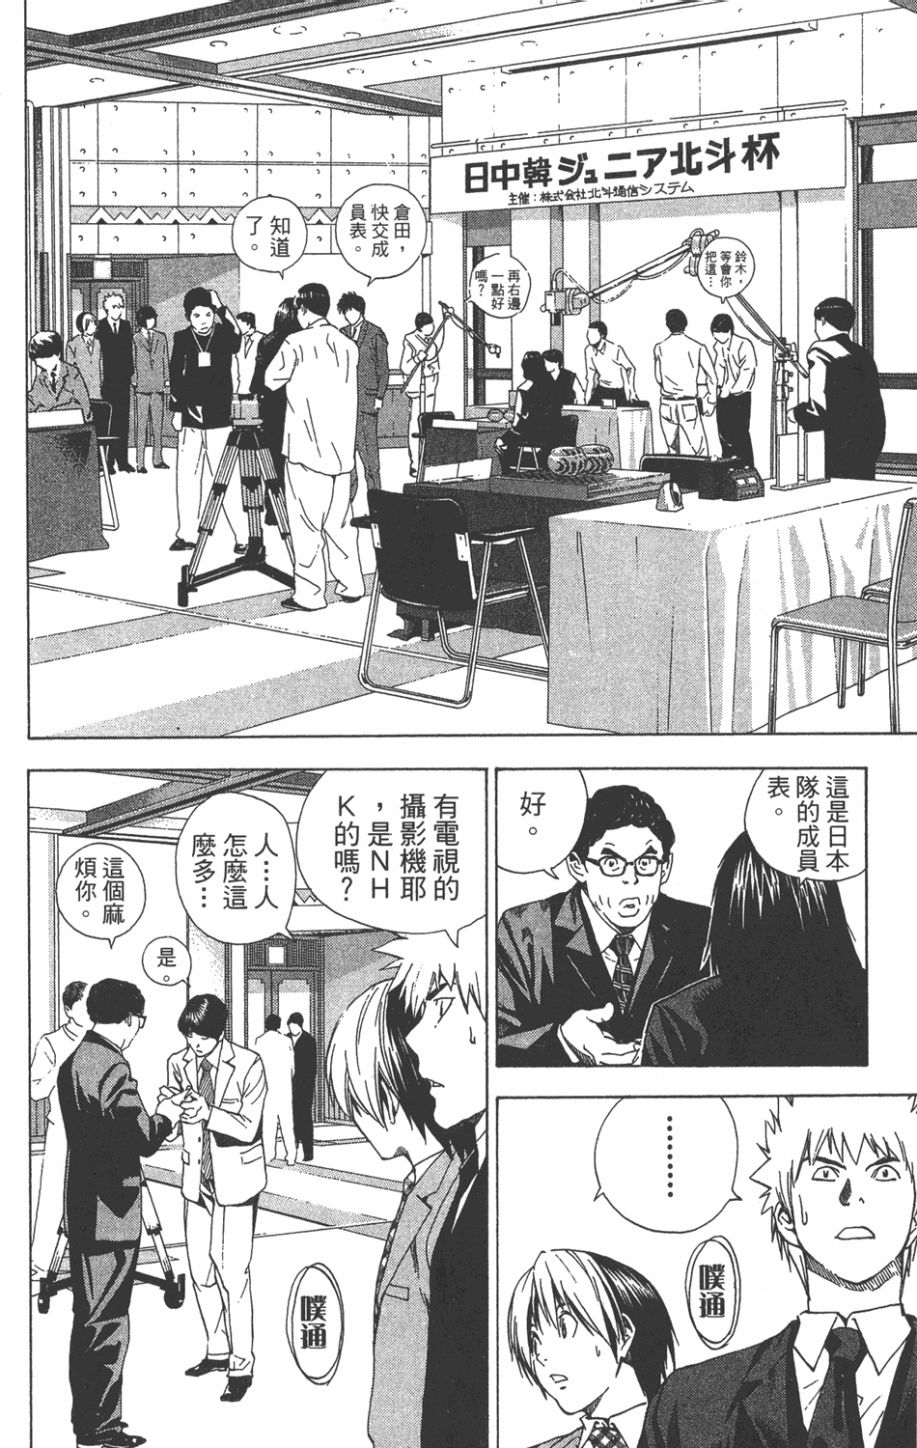 日中韓ジュニア北斗杯
主催：株式会社北斗通信システム
鈴木，
等會你
把這…
再右邊
一點好
嗎？
倉田，
快交成
員表。
知道
了。
這是日本
隊的成員
表。
好。
有電視的
攝影機耶
，是NH
K的嗎？
人…人
怎麼這
麼多…
這個麻
煩你。
是。
噗通
……
噗通